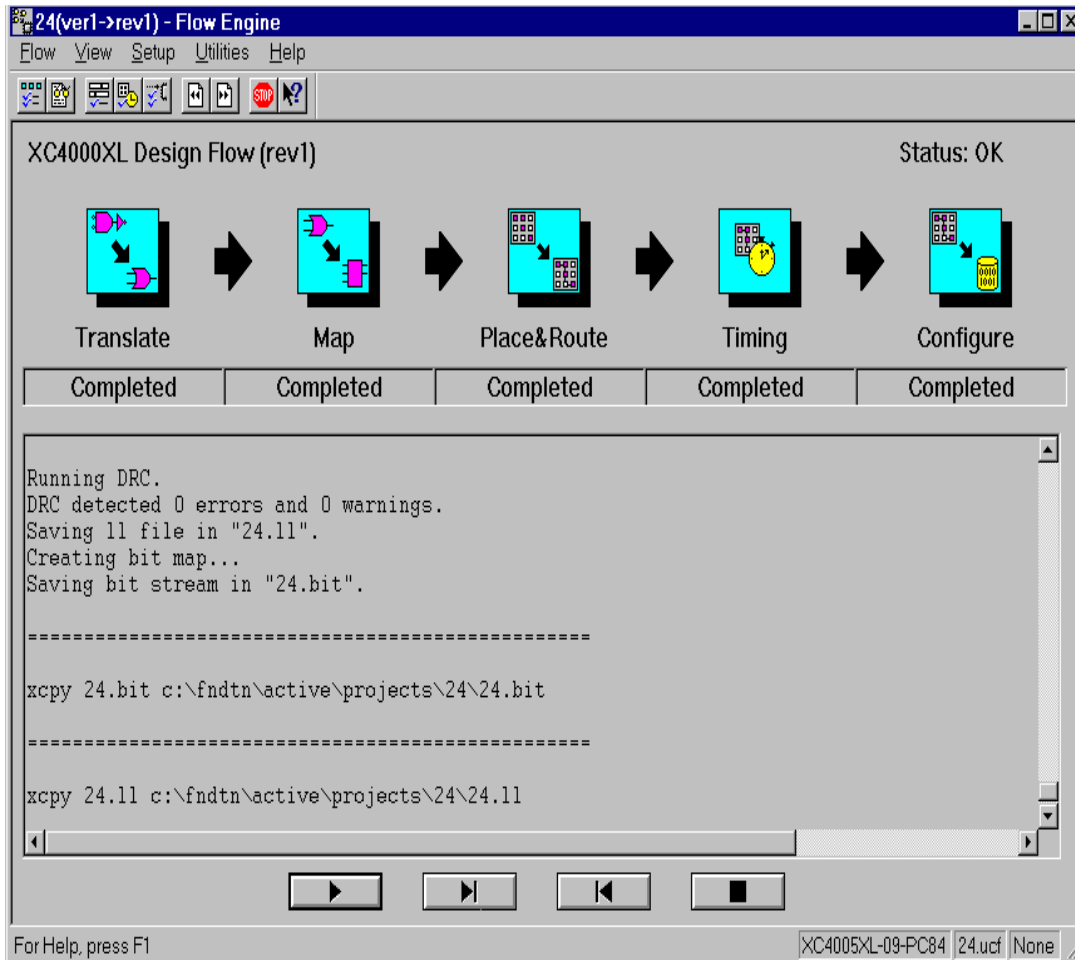 24(ver1->rev1) - Flow Engine
Flow View Setup Utilities Help
STOP
?
XC4000XL Design Flow (rev1) Status: OK
0010
1001
Translate Map Place&Route Timing Configure
Completed Completed Completed Completed Completed
Running DRC.
DRC detected 0 errors and 0 warnings.
Saving ll file in "24.ll".
Creating bit map...
Saving bit stream in "24.bit".
==================================================
xcpy 24.bit c:\fndtn\active\projects\24\24.bit
==================================================
xcpy 24.ll c:\fndtn\active\projects\24\24.ll
For Help, press F1 XC4005XL-09-PC84 24.ucf None